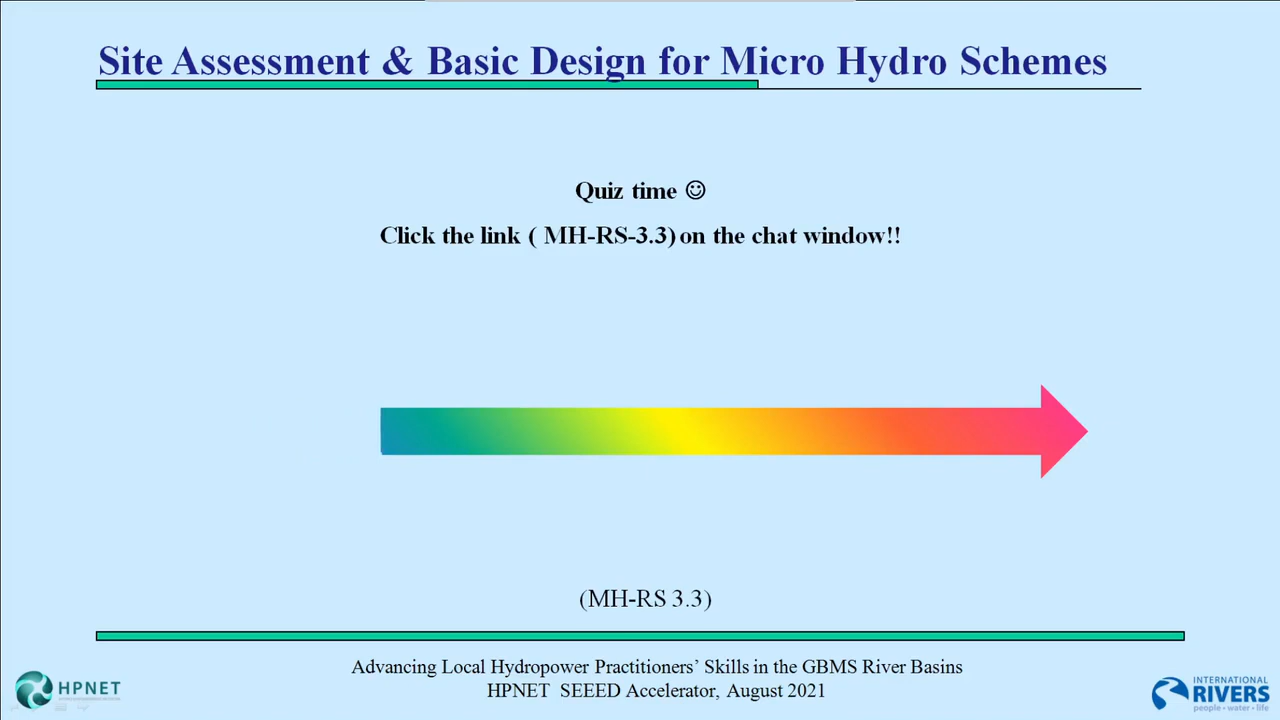 Site Assessment & Basic Design for Micro Hydro Schemes
Quiz time ☺
Click the link ( MH-RS-3.3) on the chat window!!
(MH-RS 3.3)
Advancing Local Hydropower Practitioners’ Skills in the GBMS River Basins
HPNET SEEED Accelerator, August 2021
HPNET
INTERNATIONAL
RIVERS
people • water • life